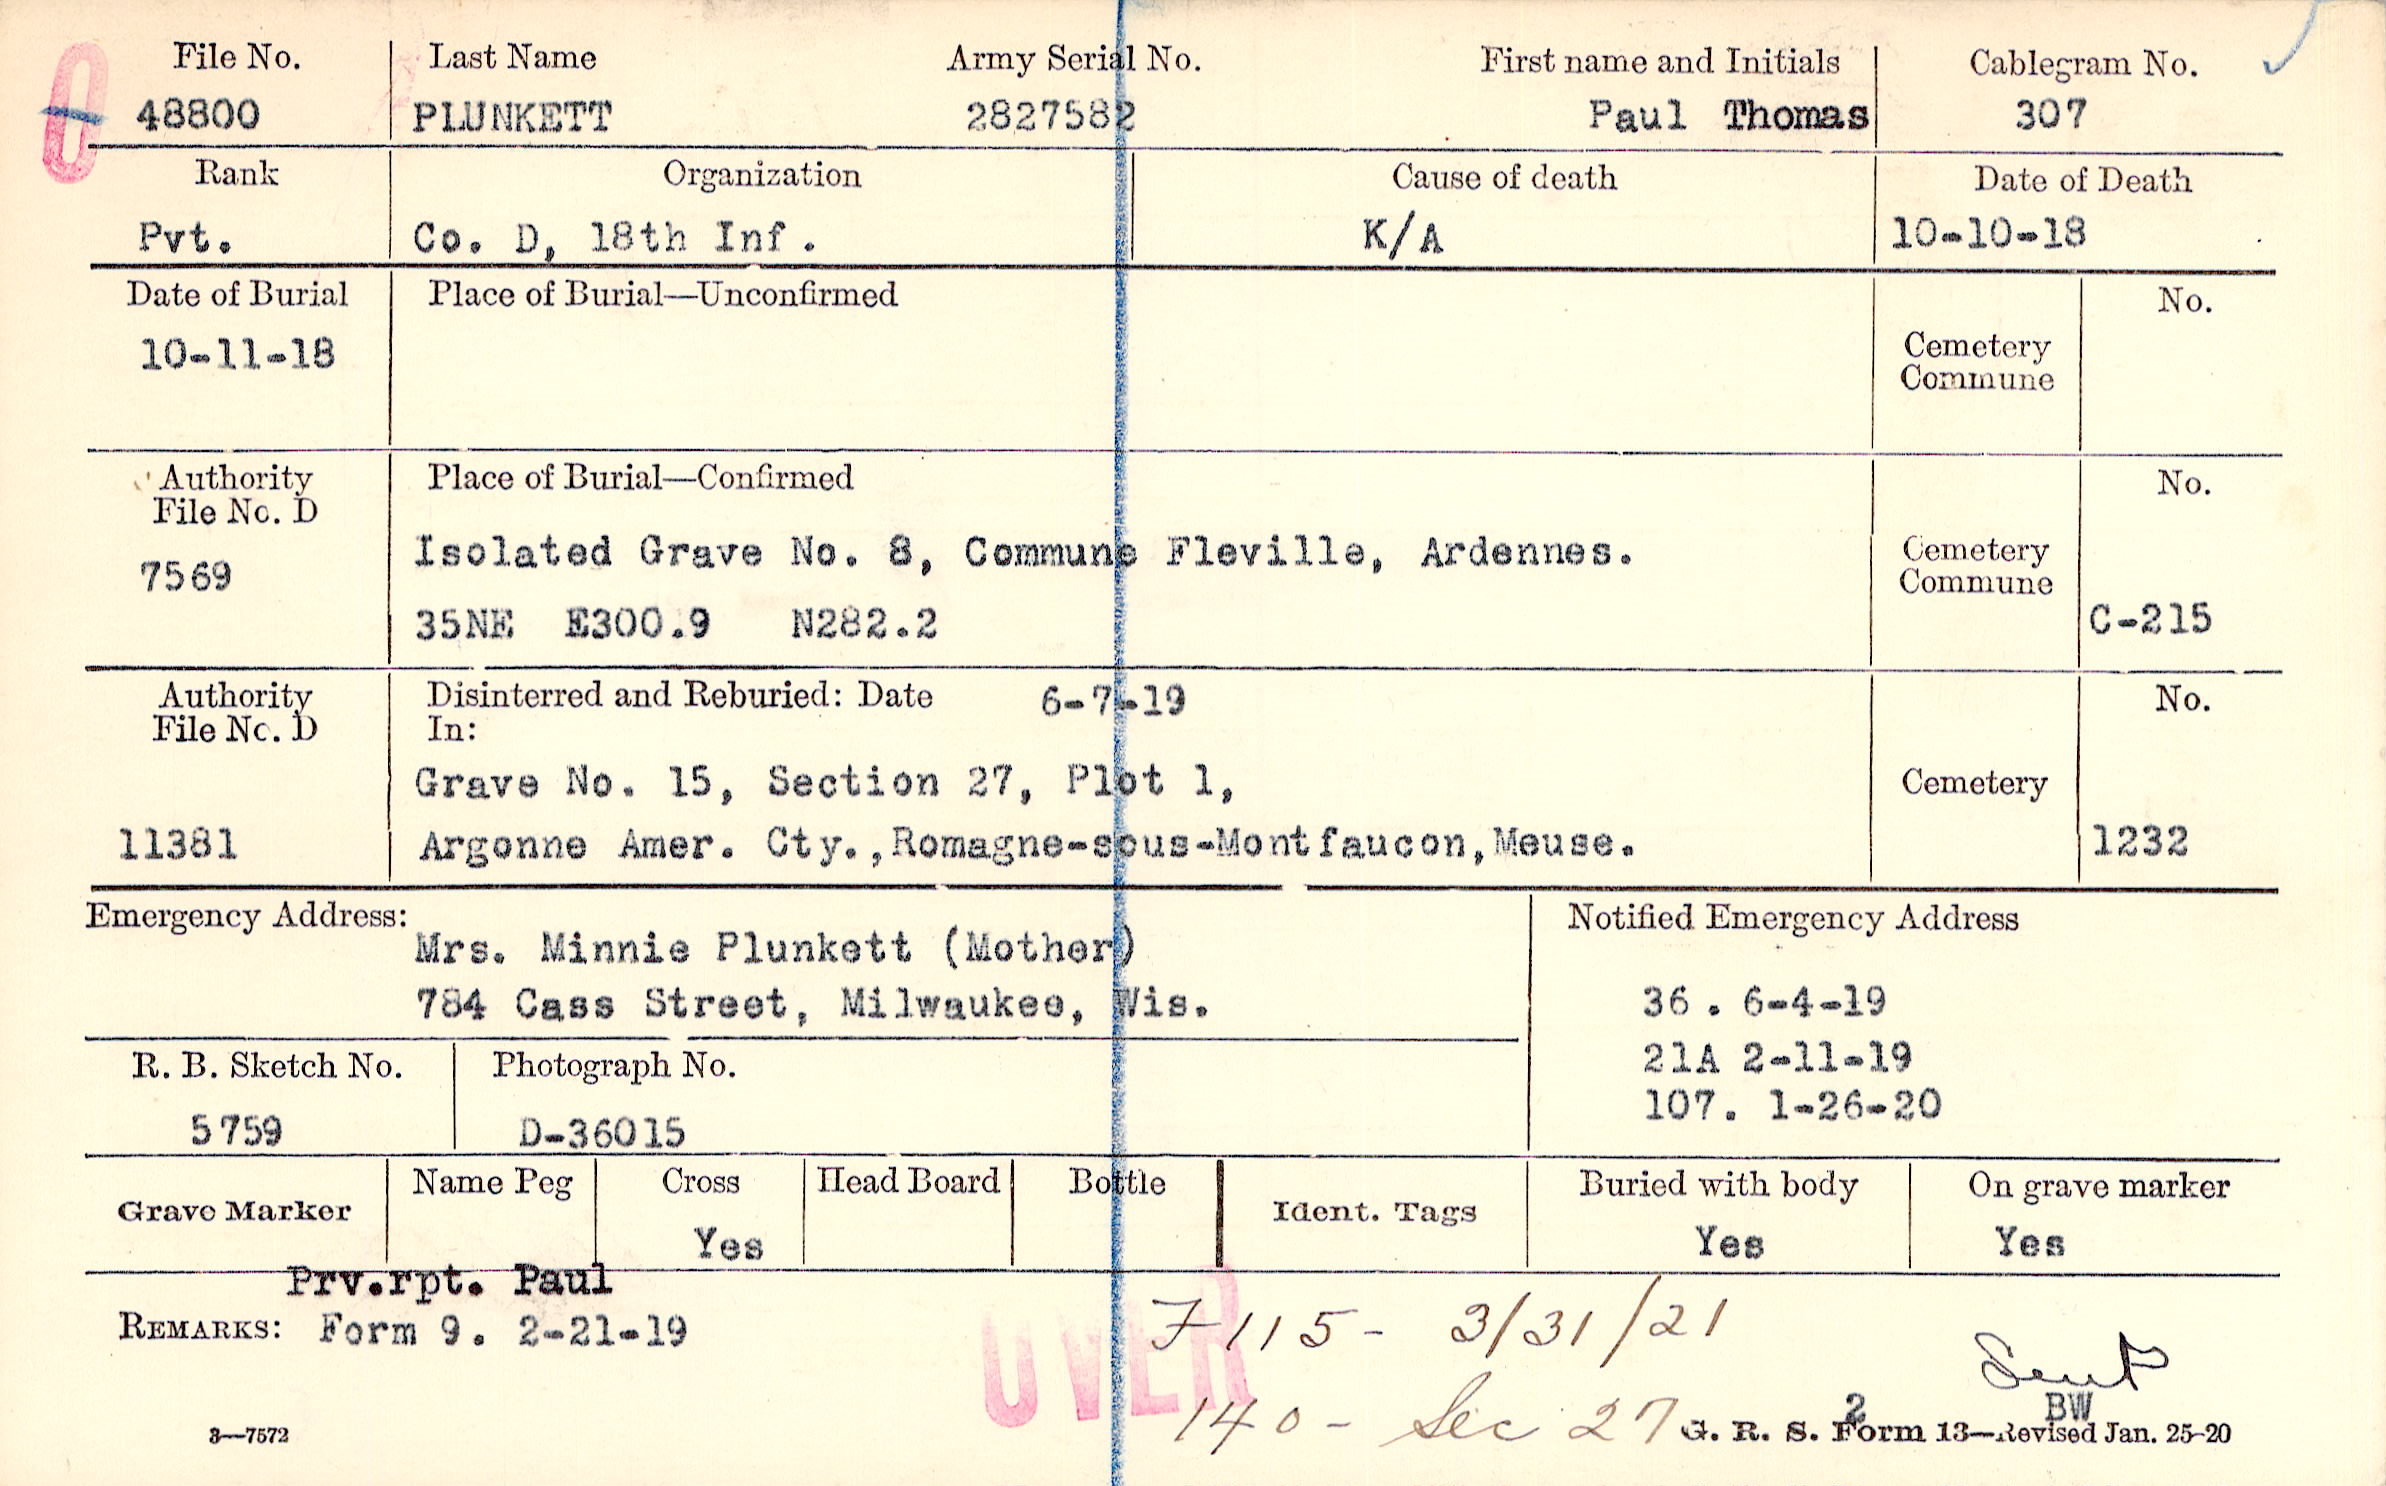 File No. Last Name Army Serial No. First name and Initials Cablegram No.
48800 PLUNKETT 2827582 Paul Thomas 307
Rank Organization Cause of death Date of Death
Pvt. Co. D, 18th Inf. K/A 10-10-18
Date of Burial Place of Burial—Unconfirmed No.
10-11-18
Cemetery
Commune
Authority Place of Burial—Confirmed No.
File No. D
7569
Isolated Grave No. 8, Commune Fleville, Ardennes.
35NE E300.9 N282.2
Cemetery
Commune
C-215
Authority Disinterred and Reburied: Date 6-7-19 No.
File No. D In:
Grave No. 15, Section 27, Plot 1, Cemetery
11381 Argonne Amer. Cty., Romagne-sous-Montfaucon, Meuse. 1232
Emergency Address: Notified Emergency Address
Mrs. Minnie Plunkett (Mother)
784 Cass Street, Milwaukee, Wis.
36 . 6-4-19
21A 2-11-19
107. 1-26-20
R. B. Sketch No. Photograph No.
5759 D-36015
Grave Marker Name Peg Cross Head Board Bottle Ident. Tags Buried with body On grave marker
Yes Yes Yes
Prv.rpt. Paul
REMARKS: Form 9. 2-21-19
OVER
F 115 - 3/31/21
Sent
140 - Sec 27
2 BW
3—7572 G. R. S. Form 13—Revised Jan. 25-20